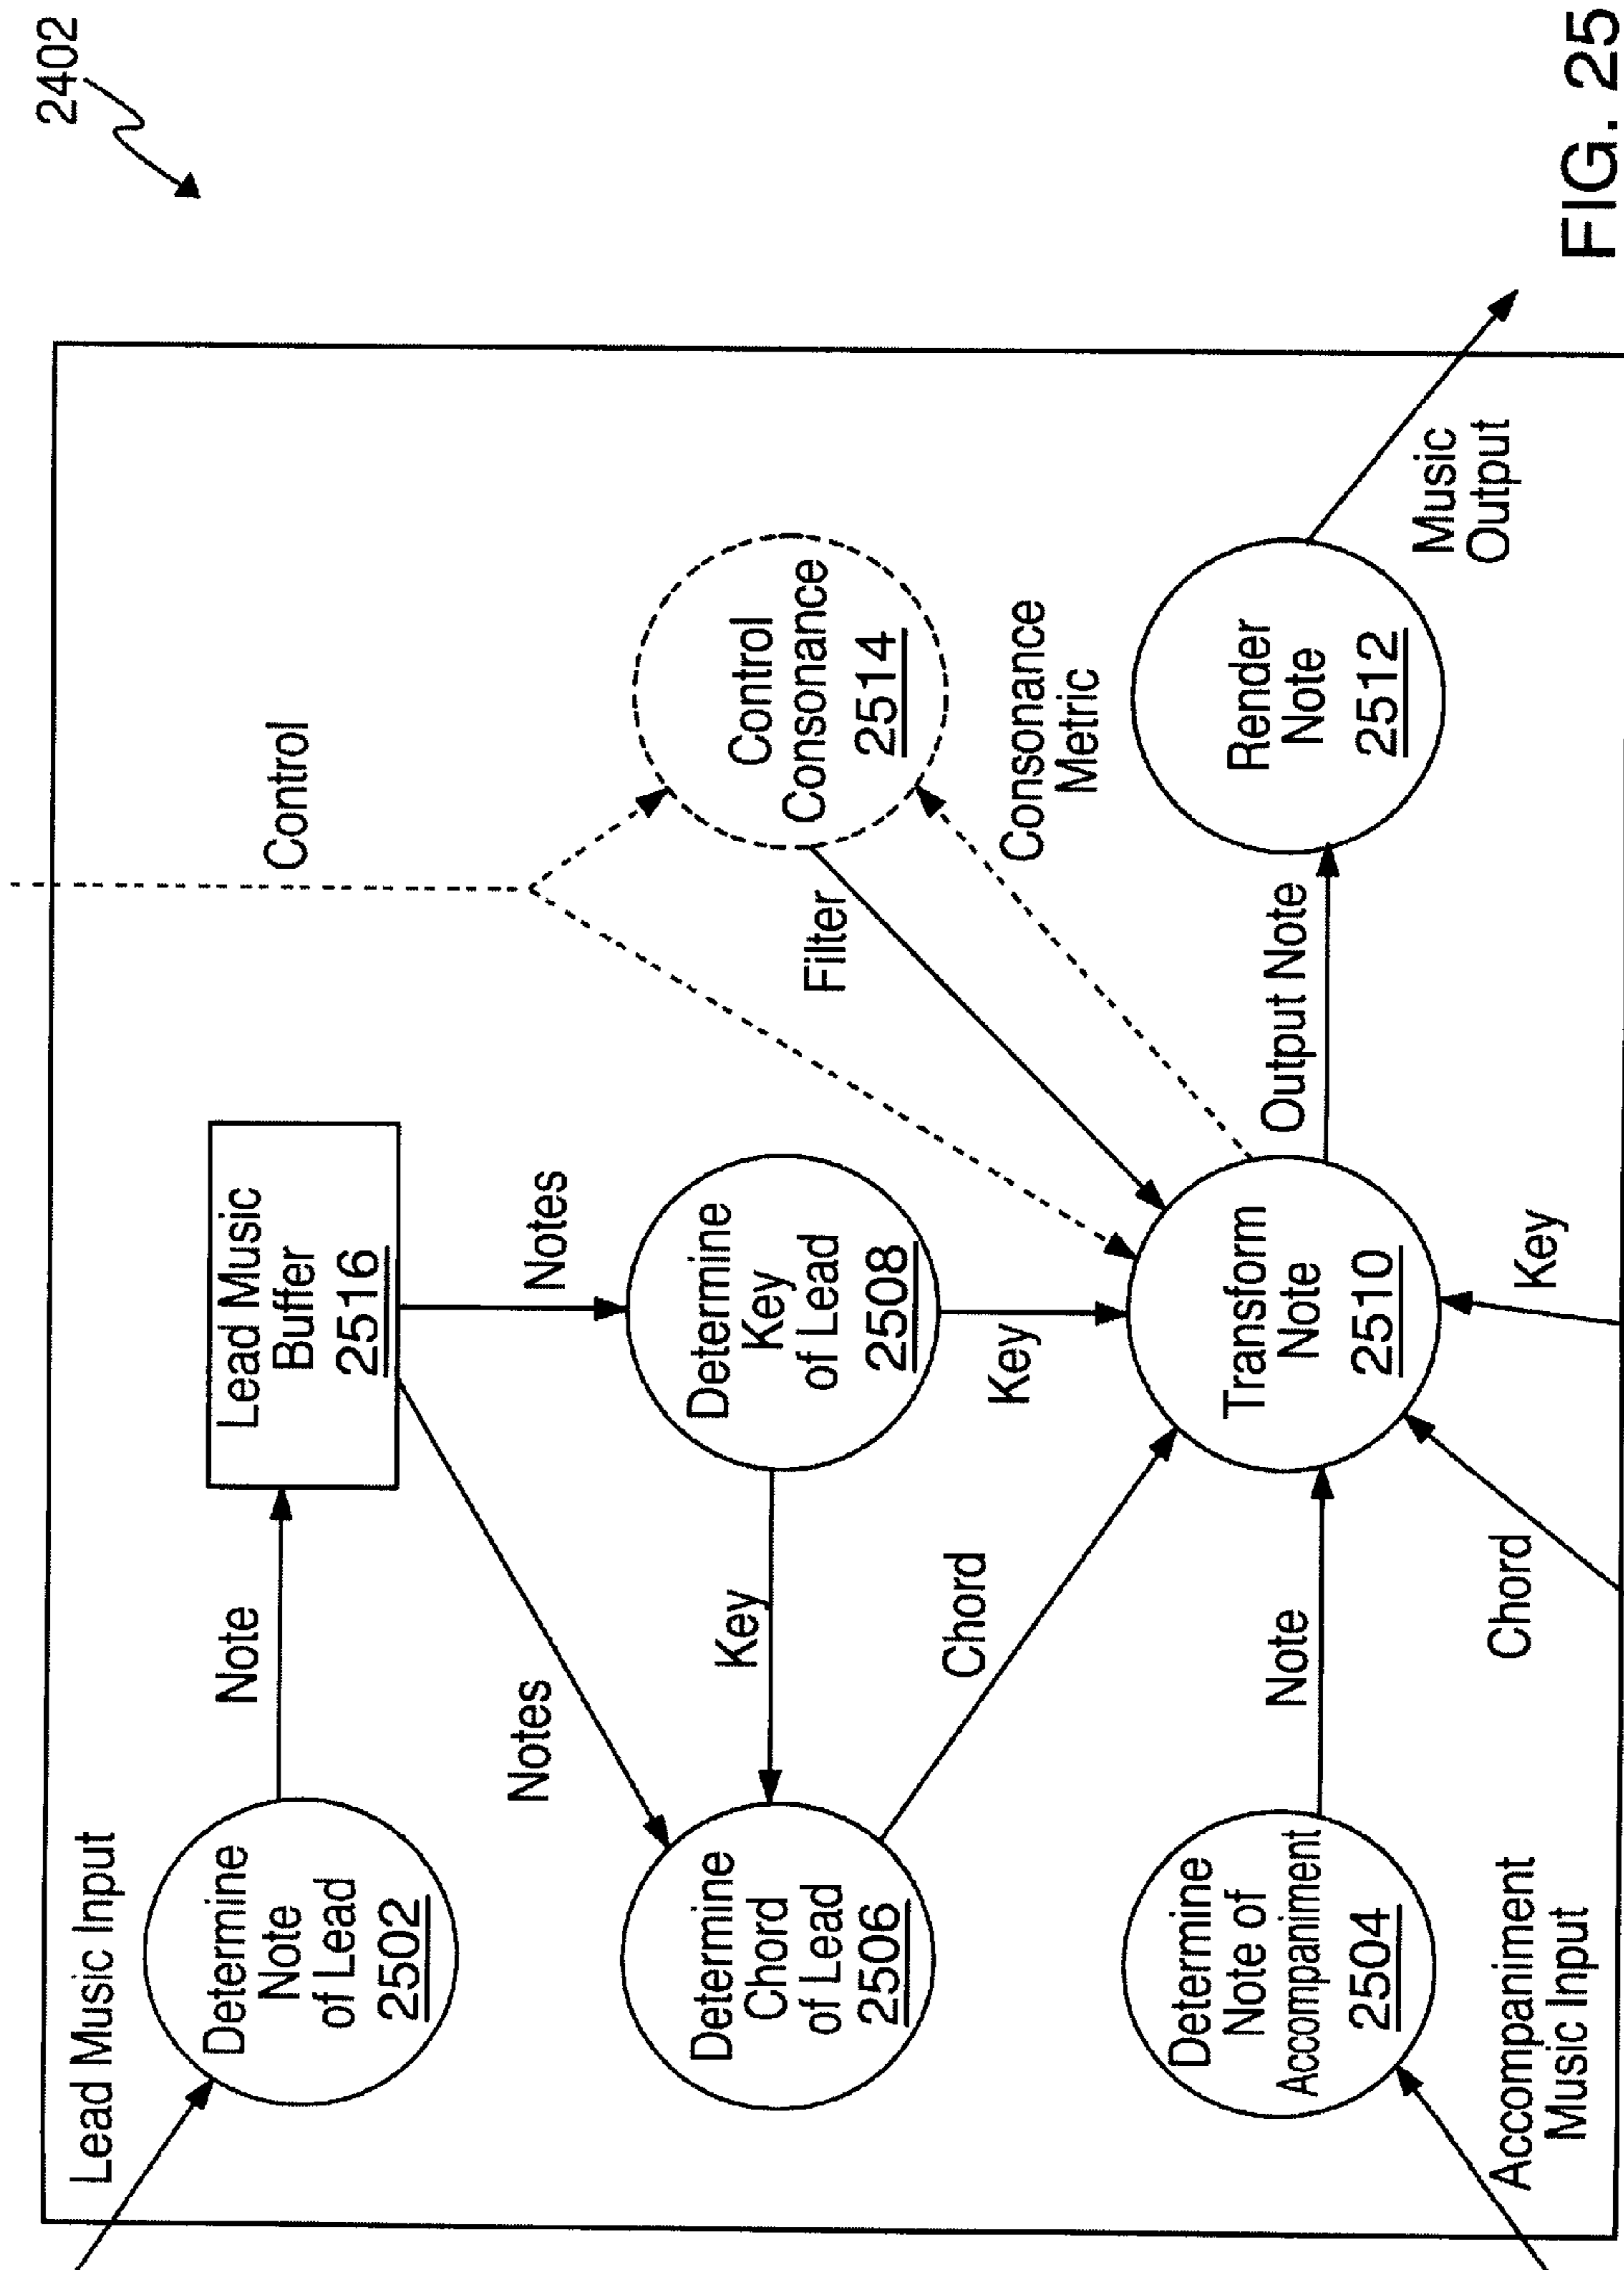 2402
Lead Music Input
Determine
Note
of Lead
2502
Note
Lead Music
Buffer
2516
Control
Notes
Notes
Determine
Chord
of Lead
2506
Key
Determine
Key
of Lead
2508
Filter
Control
Consonance
2514
Chord
Key
Consonance
Metric
Determine
Note of
Accompaniment
2504
Note
Transform
Note
2510
Output Note
Render
Note
2512
Music
Output
Accompaniment
Music Input
Chord
Key
FIG. 25